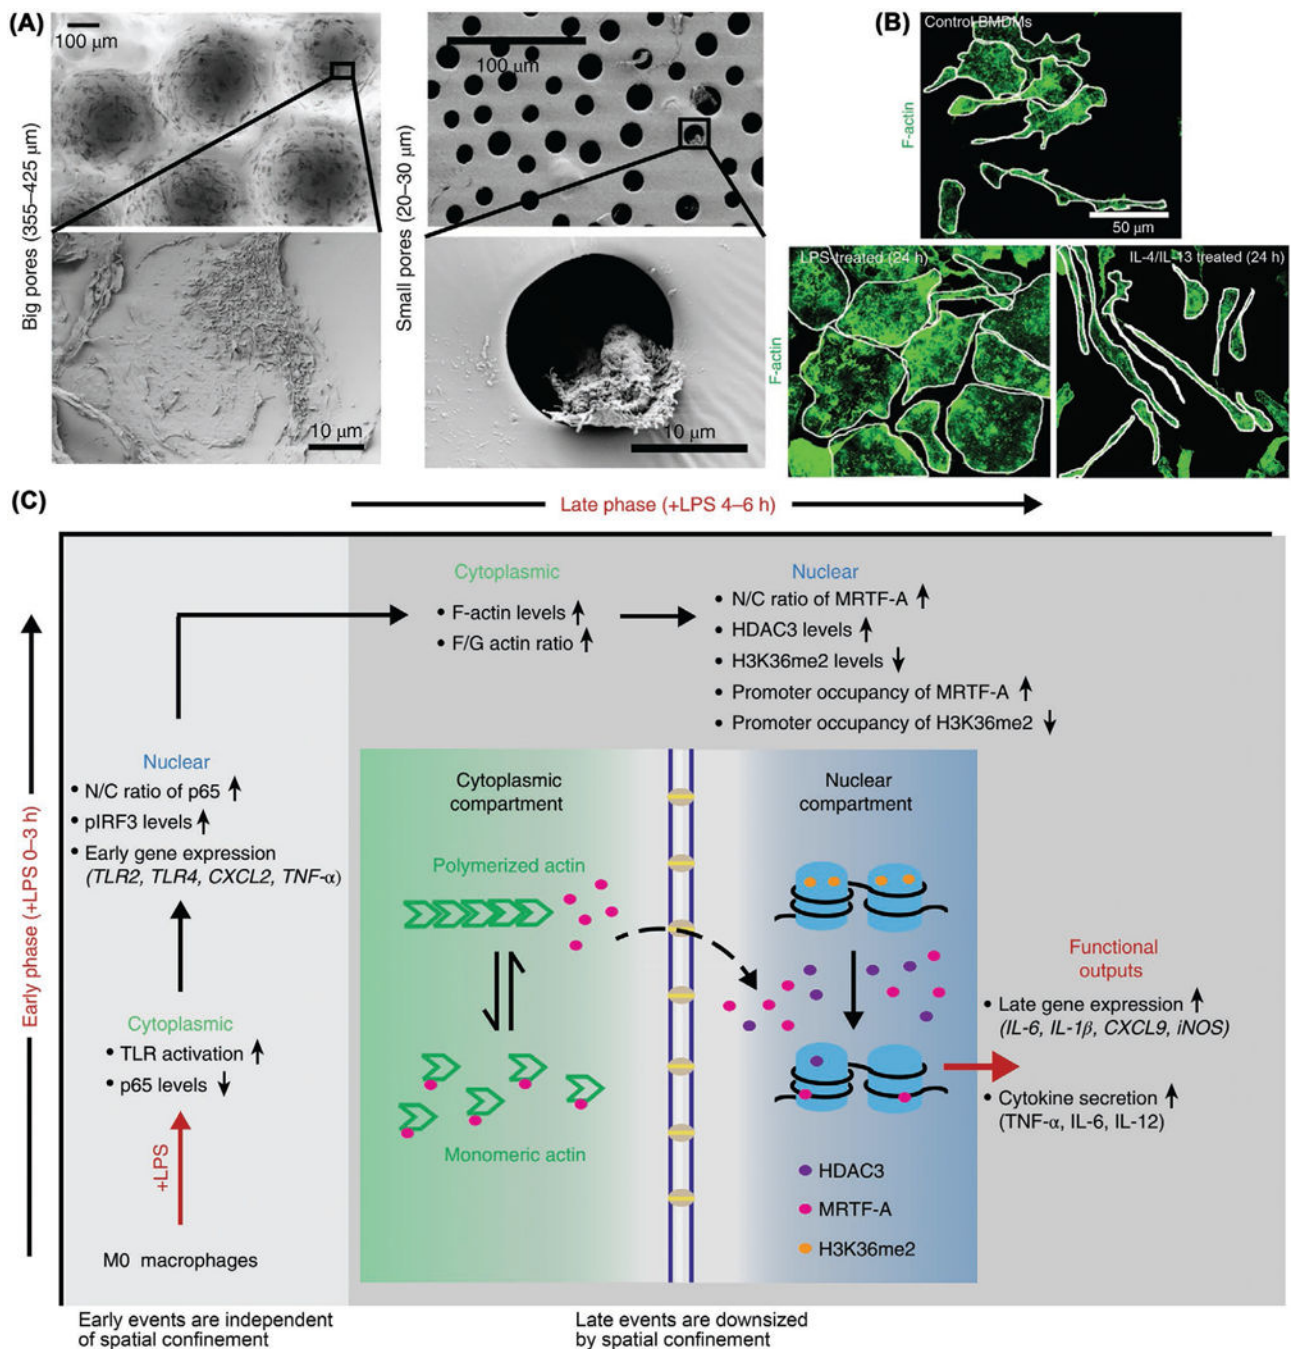 (A)
100 μm
Big pores (355–425 μm)
10 μm
100 μm
Small pores (20–30 μm)
10 μm
(B)
Control BMDMs
F-actin
50 μm
LPS-treated (24 h)
F-actin
IL-4/IL-13 treated (24 h)
(C)
Late phase (+LPS 4–6 h)
Early phase (+LPS 0–3 h)
Cytoplasmic
• F-actin levels ↑
• F/G actin ratio ↑
Nuclear
• N/C ratio of MRTF-A ↑
• HDAC3 levels ↑
• H3K36me2 levels ↓
• Promoter occupancy of MRTF-A ↑
• Promoter occupancy of H3K36me2 ↓
Nuclear
• N/C ratio of p65 ↑
• pIRF3 levels ↑
• Early gene expression
(TLR2, TLR4, CXCL2, TNF-α)
Cytoplasmic
• TLR activation ↑
• p65 levels ↓
+LPS
M0 macrophages
Cytoplasmic
compartment
Polymerized actin
Monomeric actin
Nuclear
compartment
HDAC3
MRTF-A
H3K36me2
Functional
outputs
• Late gene expression ↑
(IL-6, IL-1β, CXCL9, iNOS)
• Cytokine secretion ↑
(TNF-α, IL-6, IL-12)
Early events are independent
of spatial confinement
Late events are downsized
by spatial confinement